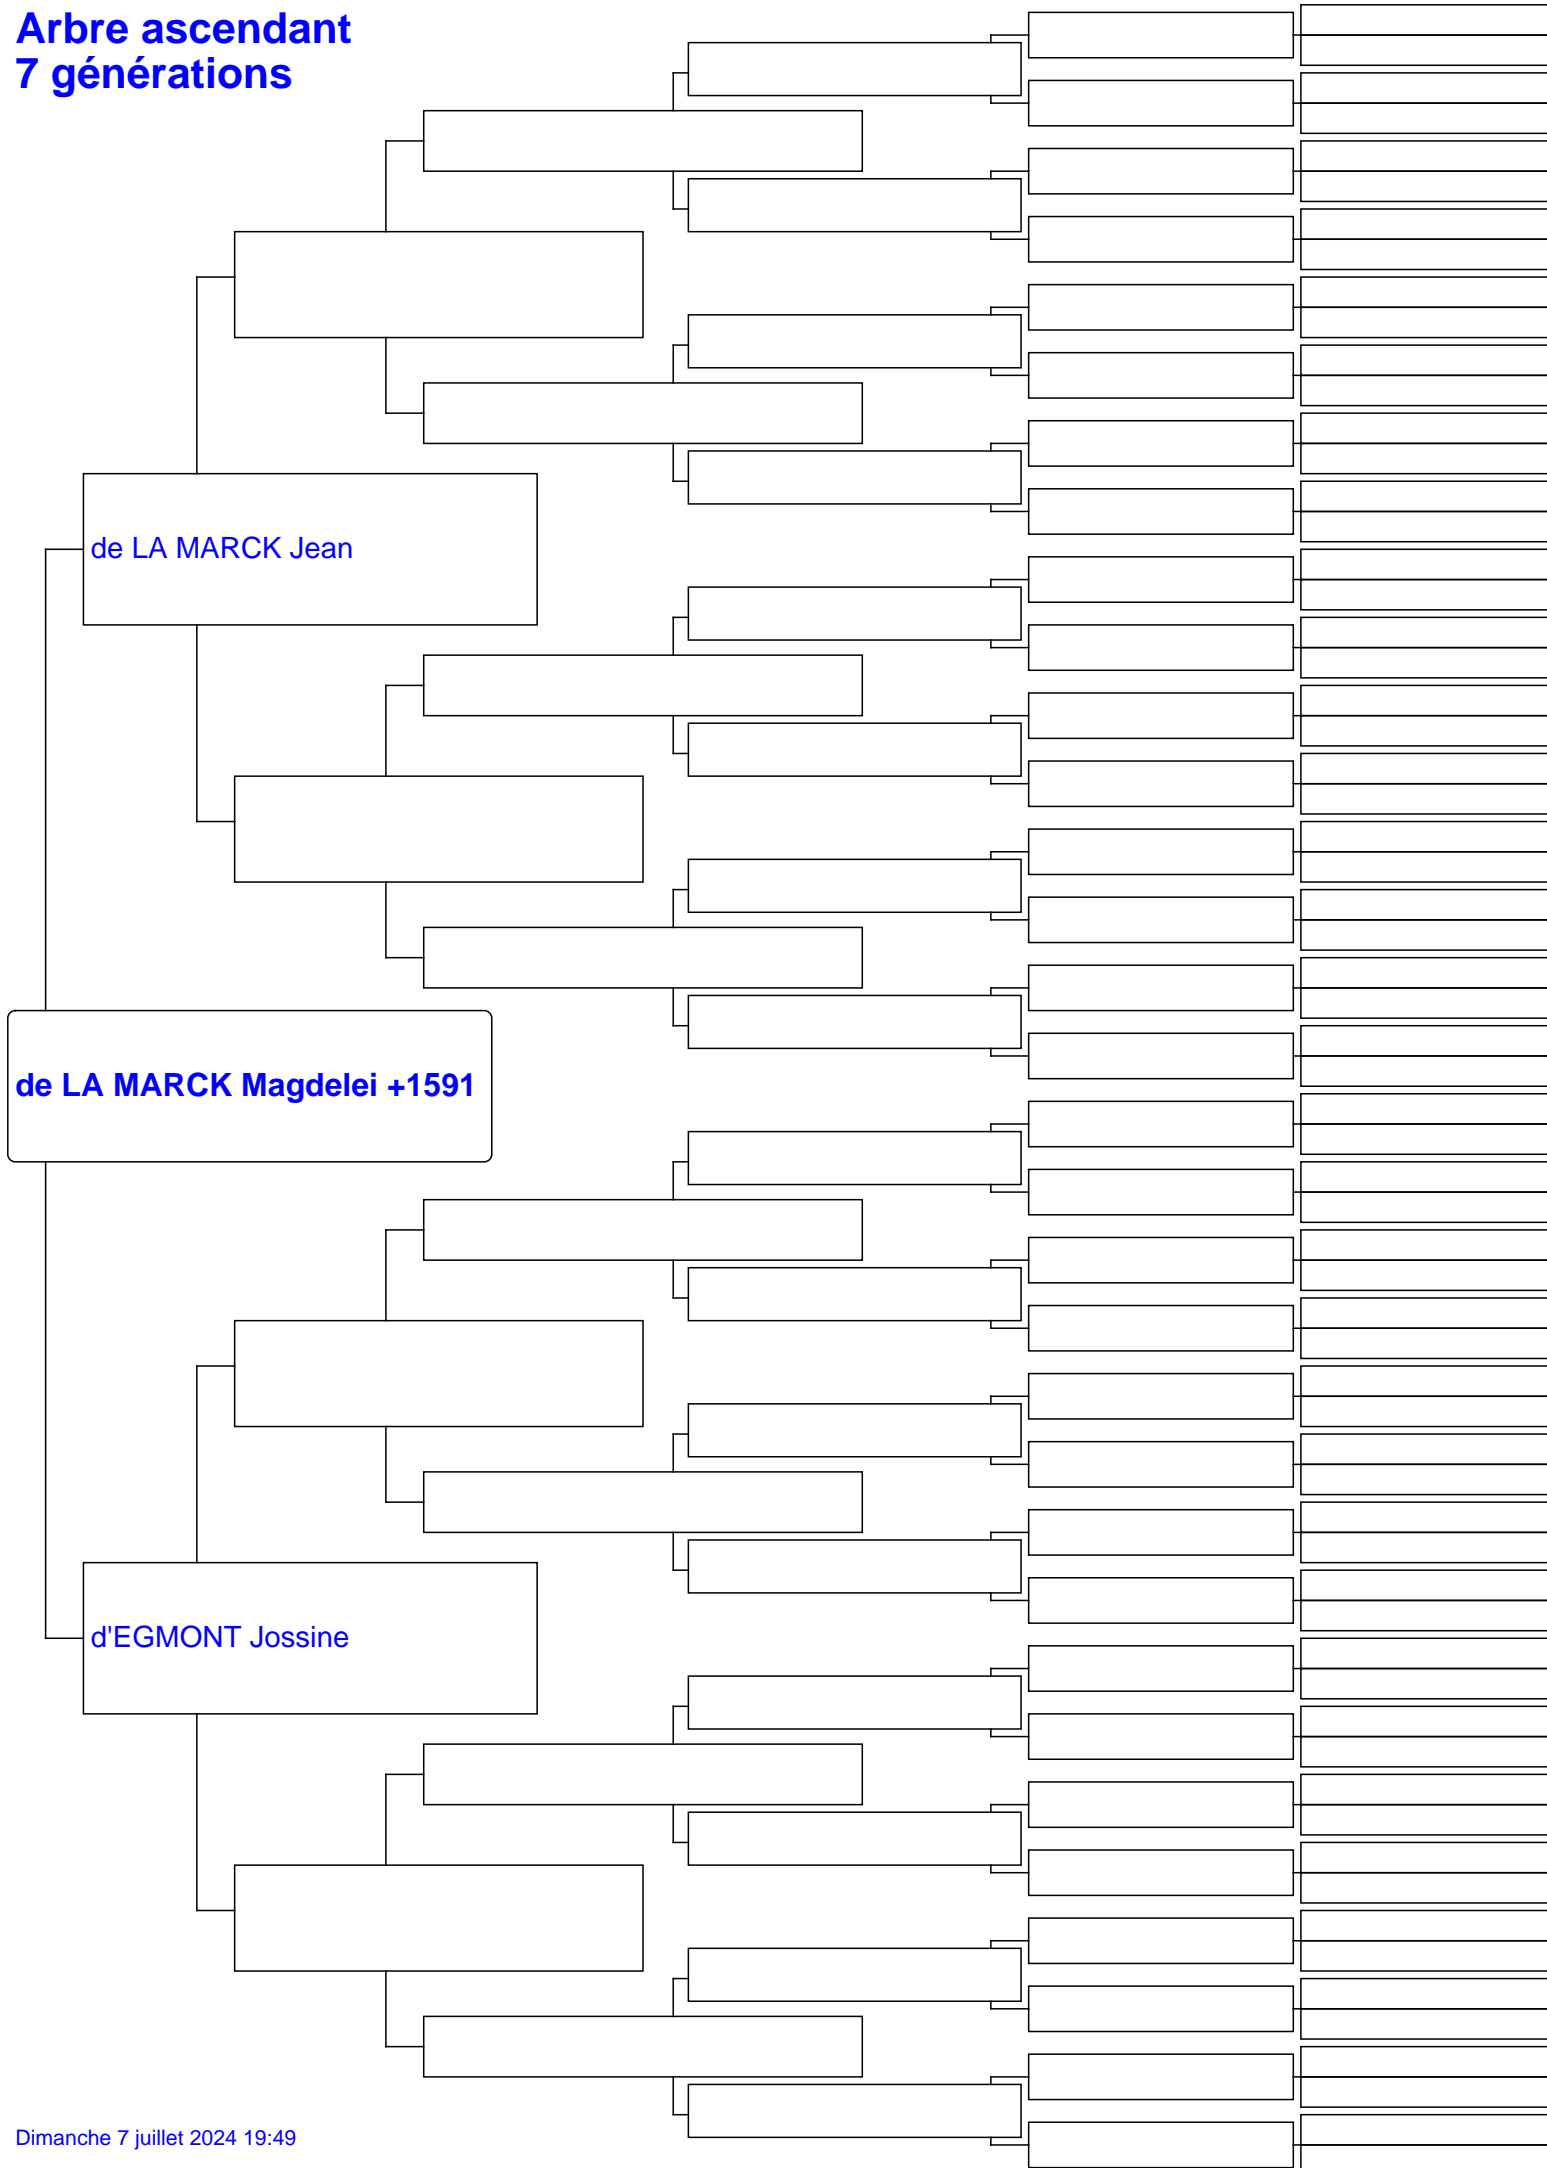 Arbre ascendant
7 générations
de LA MARCK Jean
de LA MARCK Magdelei +1591
d'EGMONT Jossine
Dimanche 7 juillet 2024 19:49